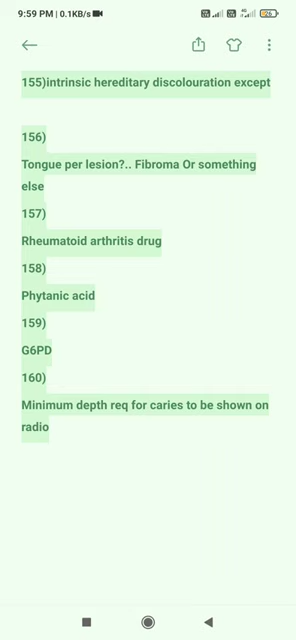 9:59 PM | 0.1KB/s
4G
26
155)intrinsic hereditary discolouration except
156)
Tongue per lesion?.. Fibroma Or something
else
157)
Rheumatoid arthritis drug
158)
Phytanic acid
159)
G6PD
160)
Minimum depth req for caries to be shown on
radio